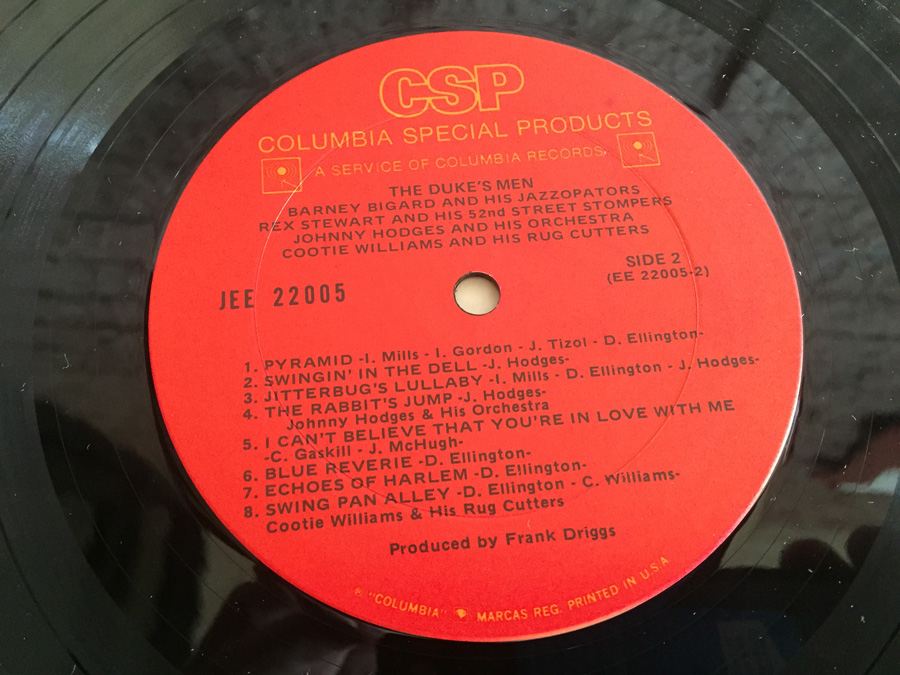 CSP
COLUMBIA SPECIAL PRODUCTS
A SERVICE OF COLUMBIA RECORDS
THE DUKE'S MEN
BARNEY BIGARD AND HIS JAZZOPATORS
REX STEWART AND HIS 52nd STREET STOMPERS
JOHNNY HODGES AND HIS ORCHESTRA
COOTIE WILLIAMS AND HIS RUG CUTTERS
JEE 22005
SIDE 2
(EE 22005-2)
1. PYRAMID -I. Mills - I. Gordon - J. Tizol - D. Ellington-
2. SWINGIN' IN THE DELL -J. Hodges-
3. JITTERBUG'S LULLABY -I. Mills - D. Ellington - J. Hodges-
4. THE RABBIT'S JUMP -J. Hodges-
Johnny Hodges & His Orchestra
5. I CAN'T BELIEVE THAT YOU'RE IN LOVE WITH ME
-C. Gaskill - J. McHugh-
6. BLUE REVERIE -D. Ellington-
7. ECHOES OF HARLEM -D. Ellington-
8. SWING PAN ALLEY -D. Ellington - C. Williams-
Cootie Williams & His Rug Cutters
Produced by Frank Driggs
℗ "COLUMBIA" MARCAS REG. PRINTED IN U.S.A.